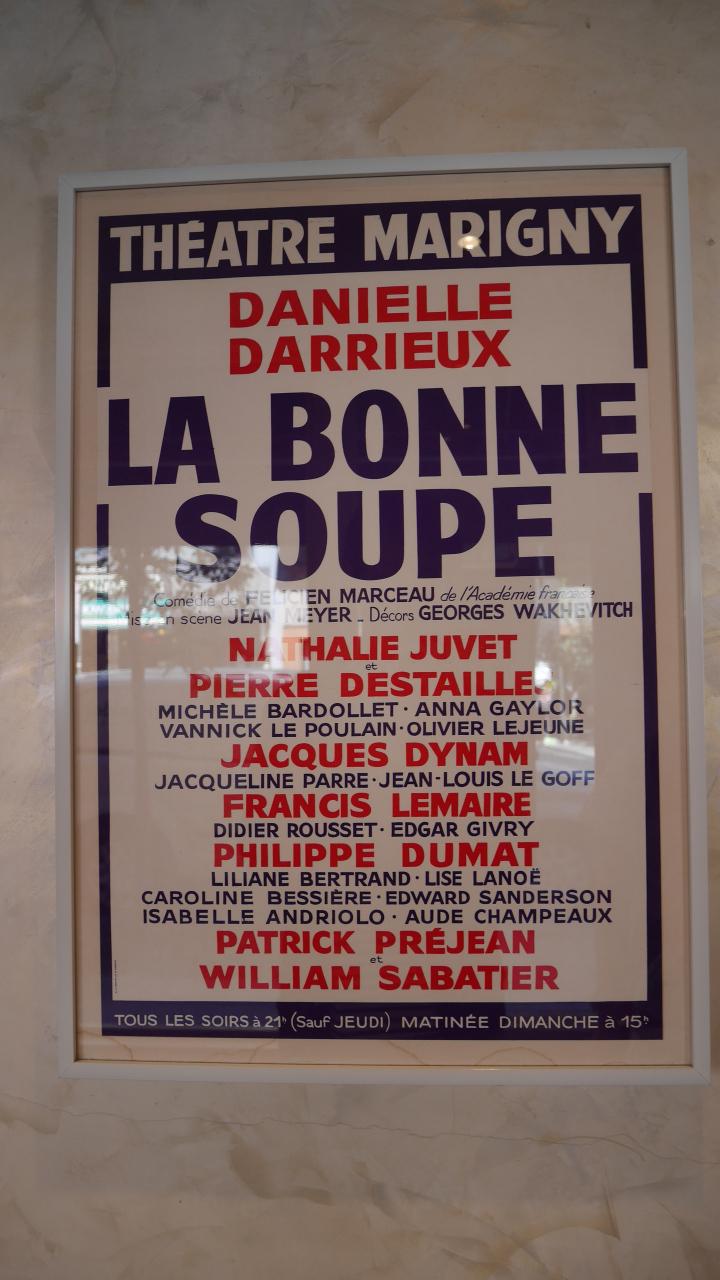 THÉATRE MARIGNY
DANIELLE
DARRIEUX
LA BONNE
SOUPE
Comédie de FELICIEN MARCEAU de l'Académie française
Mise en scène JEAN MEYER - Décors GEORGES WAKHEVITCH
NATHALIE JUVET
et
PIERRE DESTAILLES
MICHÈLE BARDOLLET · ANNA GAYLOR
VANNICK LE POULAIN · OLIVIER LEJEUNE
JACQUES DYNAM
JACQUELINE PARRE · JEAN-LOUIS LE GOFF
FRANCIS LEMAIRE
DIDIER ROUSSET · EDGAR GIVRY
PHILIPPE DUMAT
LILIANE BERTRAND · LISE LANOË
CAROLINE BESSIÈRE · EDWARD SANDERSON
ISABELLE ANDRIOLO · AUDE CHAMPEAUX
PATRICK PRÉJEAN
et
WILLIAM SABATIER
TOUS LES SOIRS à 21h (Sauf JEUDI) MATINÉE DIMANCHE à 15h